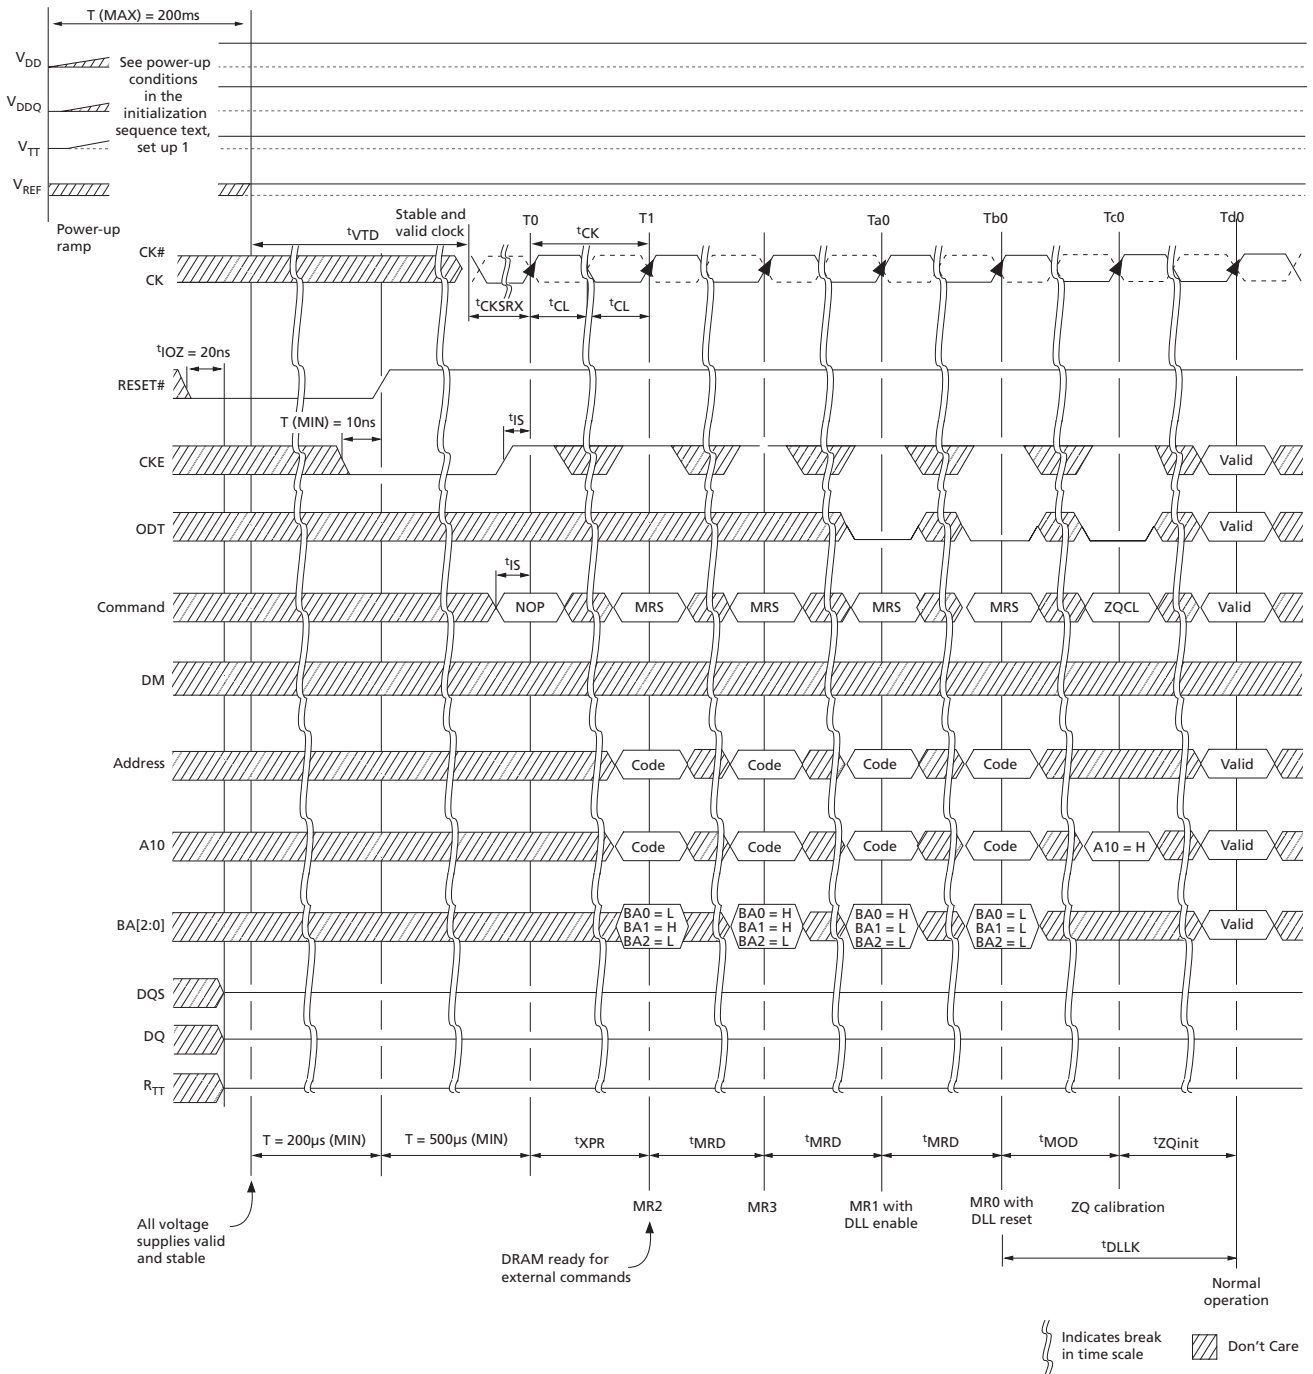 T (MAX) = 200ms
VDD
See power-up
conditions
in the
initialization
sequence text,
set up 1
VDDQ
VTT
VREF
Power-up
ramp
Stable and
valid clock
T0
T1
Ta0
Tb0
Tc0
Td0
tVTD
tCK
CK#
CK
tCKSRX
tCL
tCL
tIOZ = 20ns
RESET#
T (MIN) = 10ns
tIS
CKE
Valid
ODT
Valid
tIS
Command
NOP
MRS
MRS
MRS
MRS
ZQCL
Valid
DM
Address
Code
Code
Code
Code
Valid
A10
Code
Code
Code
Code
A10 = H
Valid
BA[2:0]
BA0 = L
BA1 = H
BA2 = L
BA0 = H
BA1 = H
BA2 = L
BA0 = H
BA1 = L
BA2 = L
BA0 = L
BA1 = L
BA2 = L
Valid
DQS
DQ
RTT
T = 200µs (MIN)
T = 500µs (MIN)
tXPR
tMRD
tMRD
tMRD
tMOD
tZQinit
All voltage
supplies valid
and stable
MR2
MR3
MR1 with
DLL enable
MR0 with
DLL reset
ZQ calibration
DRAM ready for
external commands
tDLLK
Normal
operation
Indicates break
in time scale
Don't Care